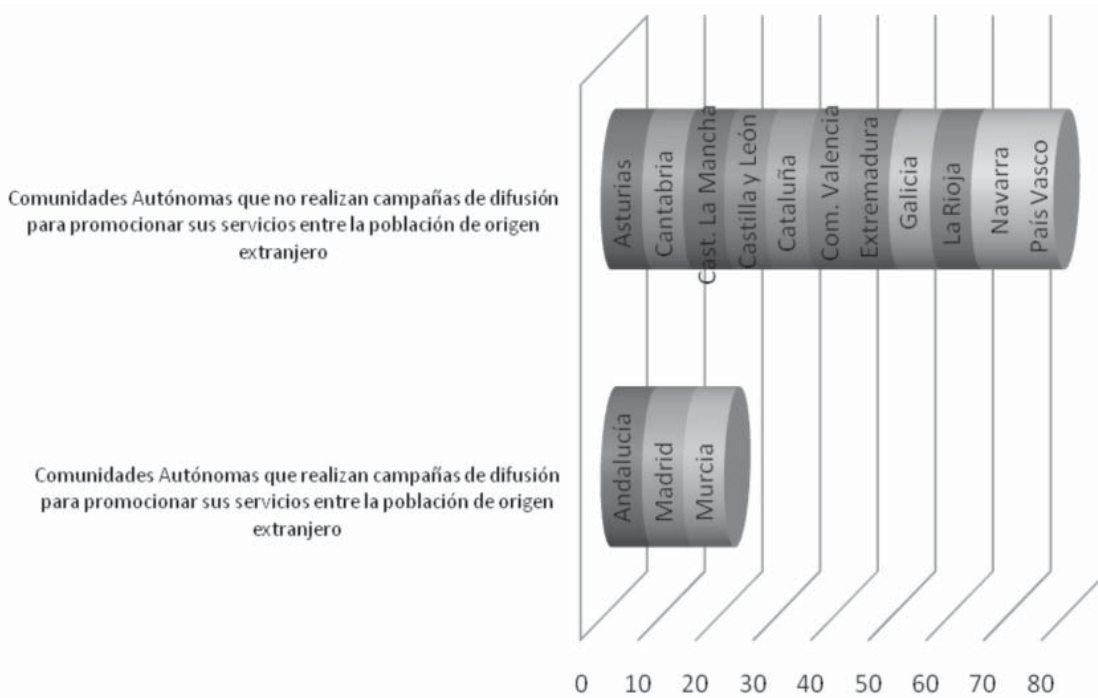 Comunidades Autónomas que no realizan campañas de difusión
para promocionar sus servicios entre la población de origen
extranjero
Asturias
Cantabria
Cast. La Mancha
Castilla y León
Cataluña
Com. Valencia
Extremadura
Galicia
La Rioja
Navarra
País Vasco
Comunidades Autónomas que realizan campañas de difusión
para promocionar sus servicios entre la población de origen
extranjero
Andalucía
Madrid
Murcia
0 10 20 30 40 50 60 70 80